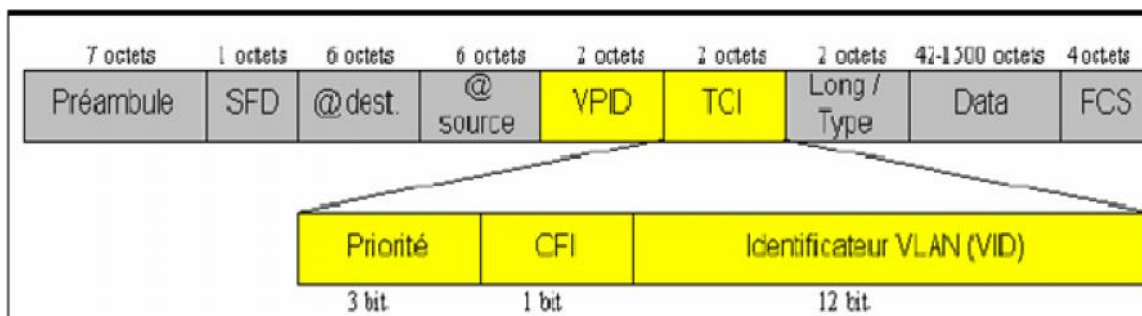 7 octets 1 octets 6 octets 6 octets 2 octets 2 octets 2 octets 42-1500 octets 4 octets
Préambule SFD @ dest. @ source VPID TCI Long / Type Data FCS
Priorité CFI Identificateur VLAN (VID)
3 bit 1 bit 12 bit.